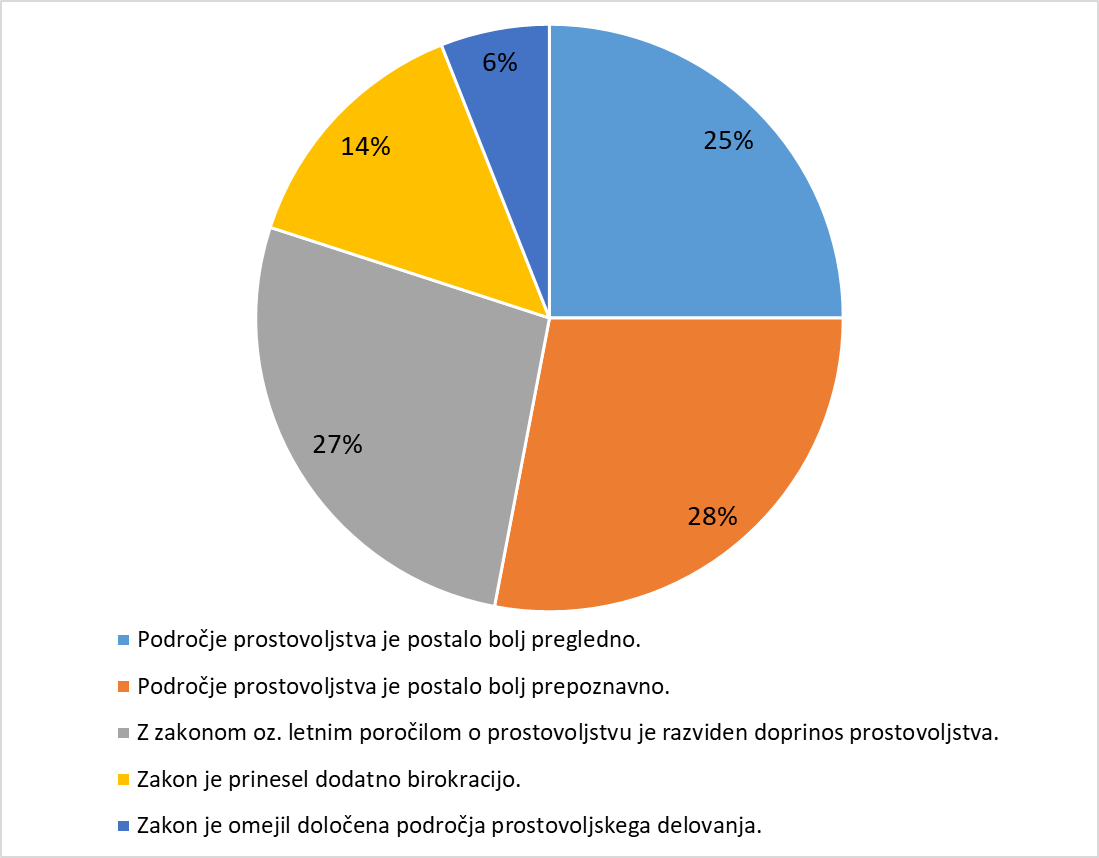 6%
25%
14%
27%
28%
Področje prostovoljstva je postalo bolj pregledno.
Področje prostovoljstva je postalo bolj prepoznavno.
Z zakonom oz. letnim poročilom o prostovoljstvu je razviden doprinos prostovoljstva.
Zakon je prinesel dodatno birokracijo.
Zakon je omejil določena področja prostovoljskega delovanja.